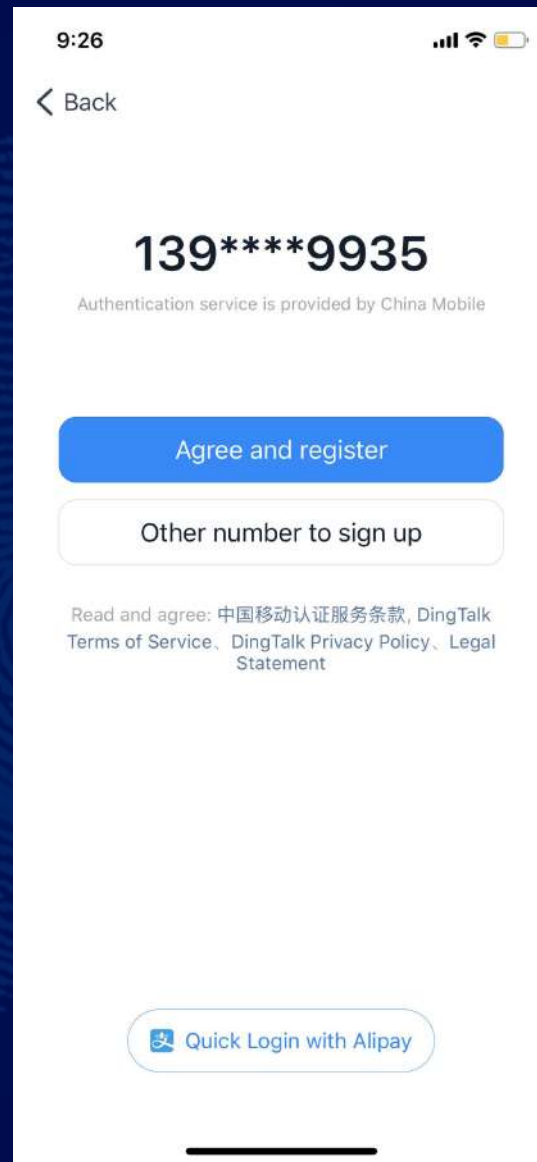 9:26
Back
139****9935
Authentication service is provided by China Mobile
Agree and register
Other number to sign up
Read and agree: 中国移动认证服务条款, DingTalk
Terms of Service、DingTalk Privacy Policy、Legal
Statement
支 Quick Login with Alipay